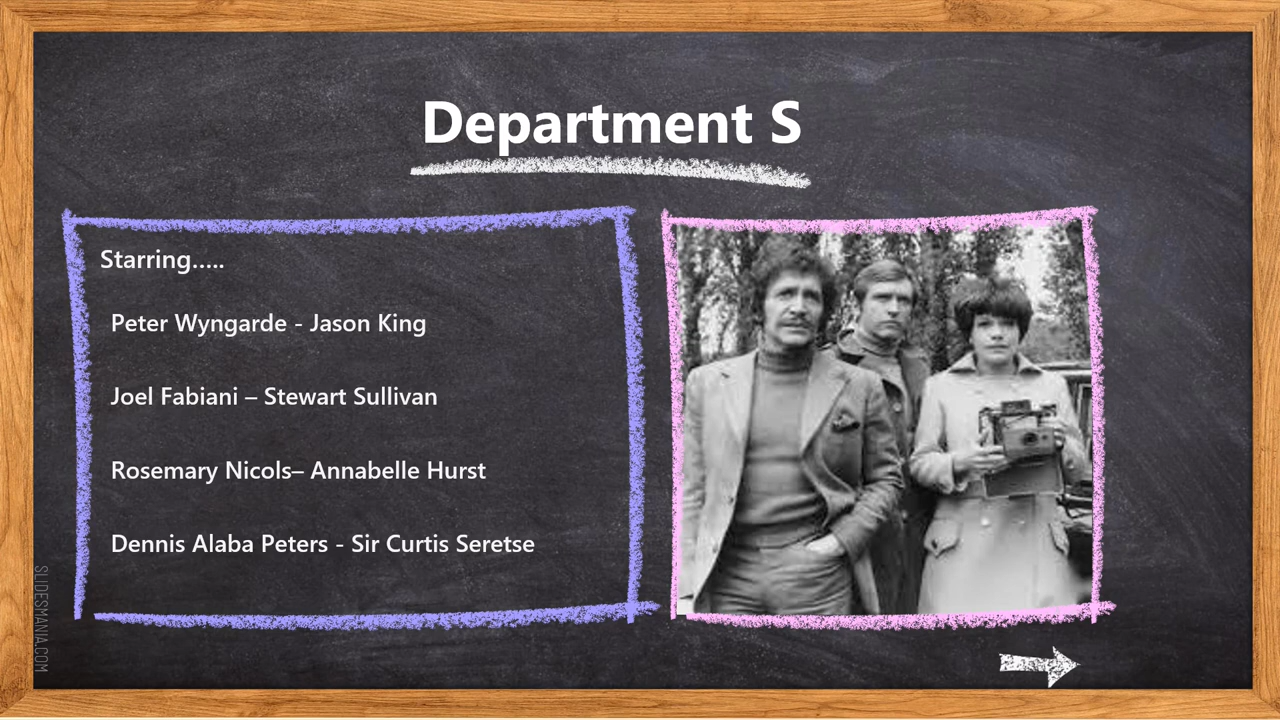 Department S
Starring.....
Peter Wyngarde - Jason King
Joel Fabiani – Stewart Sullivan
Rosemary Nicols– Annabelle Hurst
Dennis Alaba Peters - Sir Curtis Seretse
SLIDESMANIA.COM